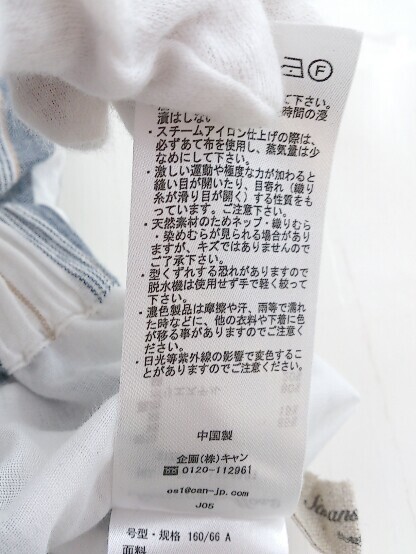 Ⓕ
て下さい。
漬はしな
時間の浸
・スチームアイロン仕上げの際は、
必ずあて布を使用し、蒸気量は少
なめにして下さい。
・激しい運動や極度な力が加わると
縫い目が開いたり、目寄れ（織り
糸が滑り目が開く）する性質をも
っています。ご注意下さい。
・天然素材のためネップ・織りむら
・染めむらが見られる場合があり
ますが、キズではありませんので
ご了承下さい。
・型くずれする恐れがありますので
脱水機は使用せず手で軽く絞って
下さい。
・濃色製品は摩擦や汗、雨等で濡れ
た時などに、他の衣料や下着に色
が移る事がありますのでご注意く
ださい。
・日光等紫外線の影響で変色するこ
とがありますのでご注意ください。
中国製
企画(株)キャン
0120-112961
os1@can-jp.com
J05
号型・规格 160/66 A
面料